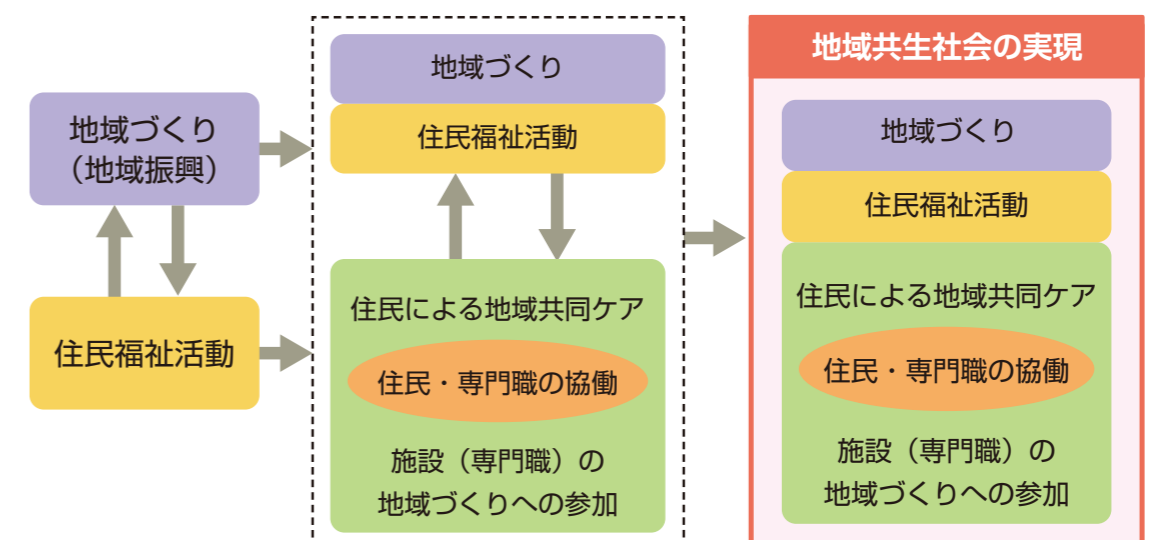 地域づくり
（地域振興）
住民福祉活動
地域づくり
住民福祉活動
住民による地域共同ケア
住民・専門職の協働
施設（専門職）の
地域づくりへの参加
地域共生社会の実現
地域づくり
住民福祉活動
住民による地域共同ケア
住民・専門職の協働
施設（専門職）の
地域づくりへの参加